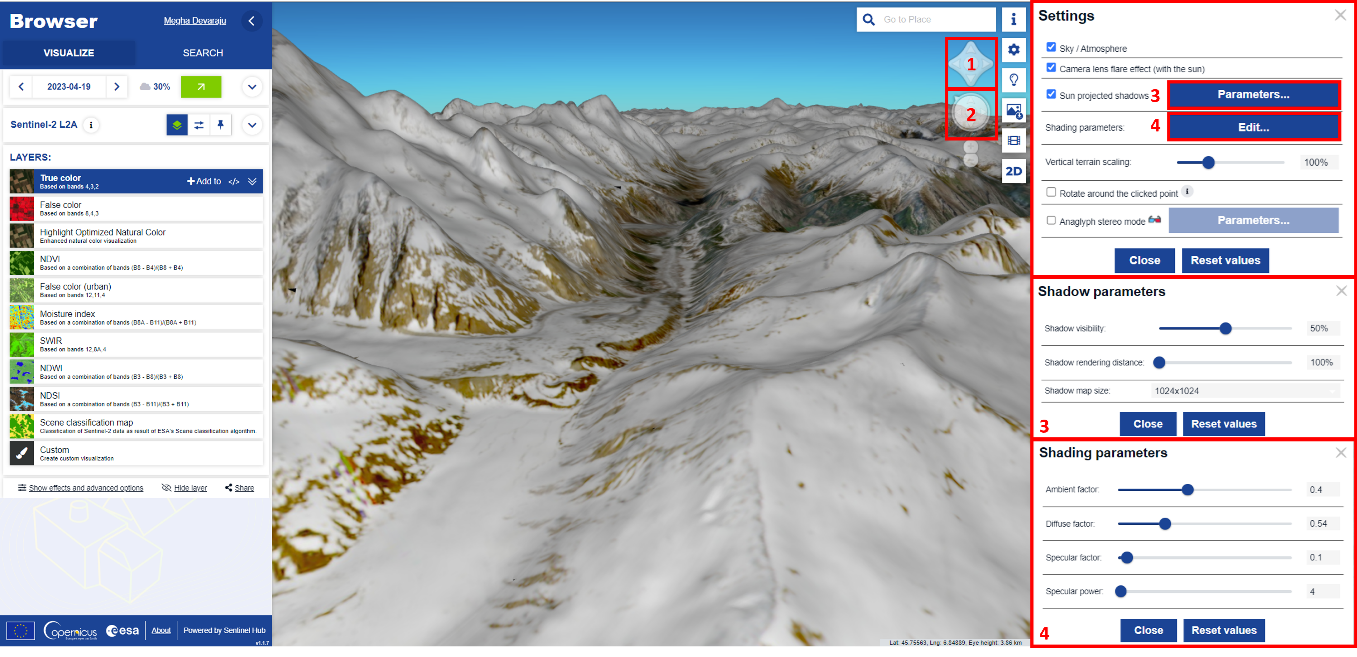 Browser
Megha Devaraju
VISUALIZE SEARCH
2023-04-19 30%
Sentinel-2 L2A
LAYERS:
True color
Based on bands 4,3,2
Add to </>
False color
Based on bands 8,4,3
Highlight Optimized Natural Color
Enhanced natural color visualization
NDVI
Based on a combination of bands (B8 - B4)/(B8 + B4)
False color (urban)
Based on bands 12,11,4
Moisture index
Based on a combination of bands (B8A - B11)/(B8A + B11)
SWIR
Based on bands 12,8A,4
NDWI
Based on a combination of bands (B3 - B8)/(B3 + B8)
NDSI
Based on a combination of bands (B3 - B11)/(B3 + B11)
Scene classification map
Classification of Sentinel-2 data as result of ESA's Scene classification algorithm.
Custom
Create custom visualization
Show effects and advanced options Hide layer Share
opernicus esa About Powered by Sentinel Hub
v1.1.7
Go to Place
1
2
2D
Lat: 45.75563, Lng: 6.84889, Eye height: 3.86 km
Settings
Sky / Atmosphere
Camera lens flare effect (with the sun)
Sun projected shadows 3 Parameters...
Shading parameters: 4 Edit...
Vertical terrain scaling: 100%
Rotate around the clicked point
Anaglyph stereo mode Parameters...
Close Reset values
Shadow parameters
Shadow visibility: 50%
Shadow rendering distance: 100%
Shadow map size: 1024x1024
3 Close Reset values
Shading parameters
Ambient factor: 0.4
Diffuse factor: 0.54
Specular factor: 0.1
Specular power: 4
4 Close Reset values